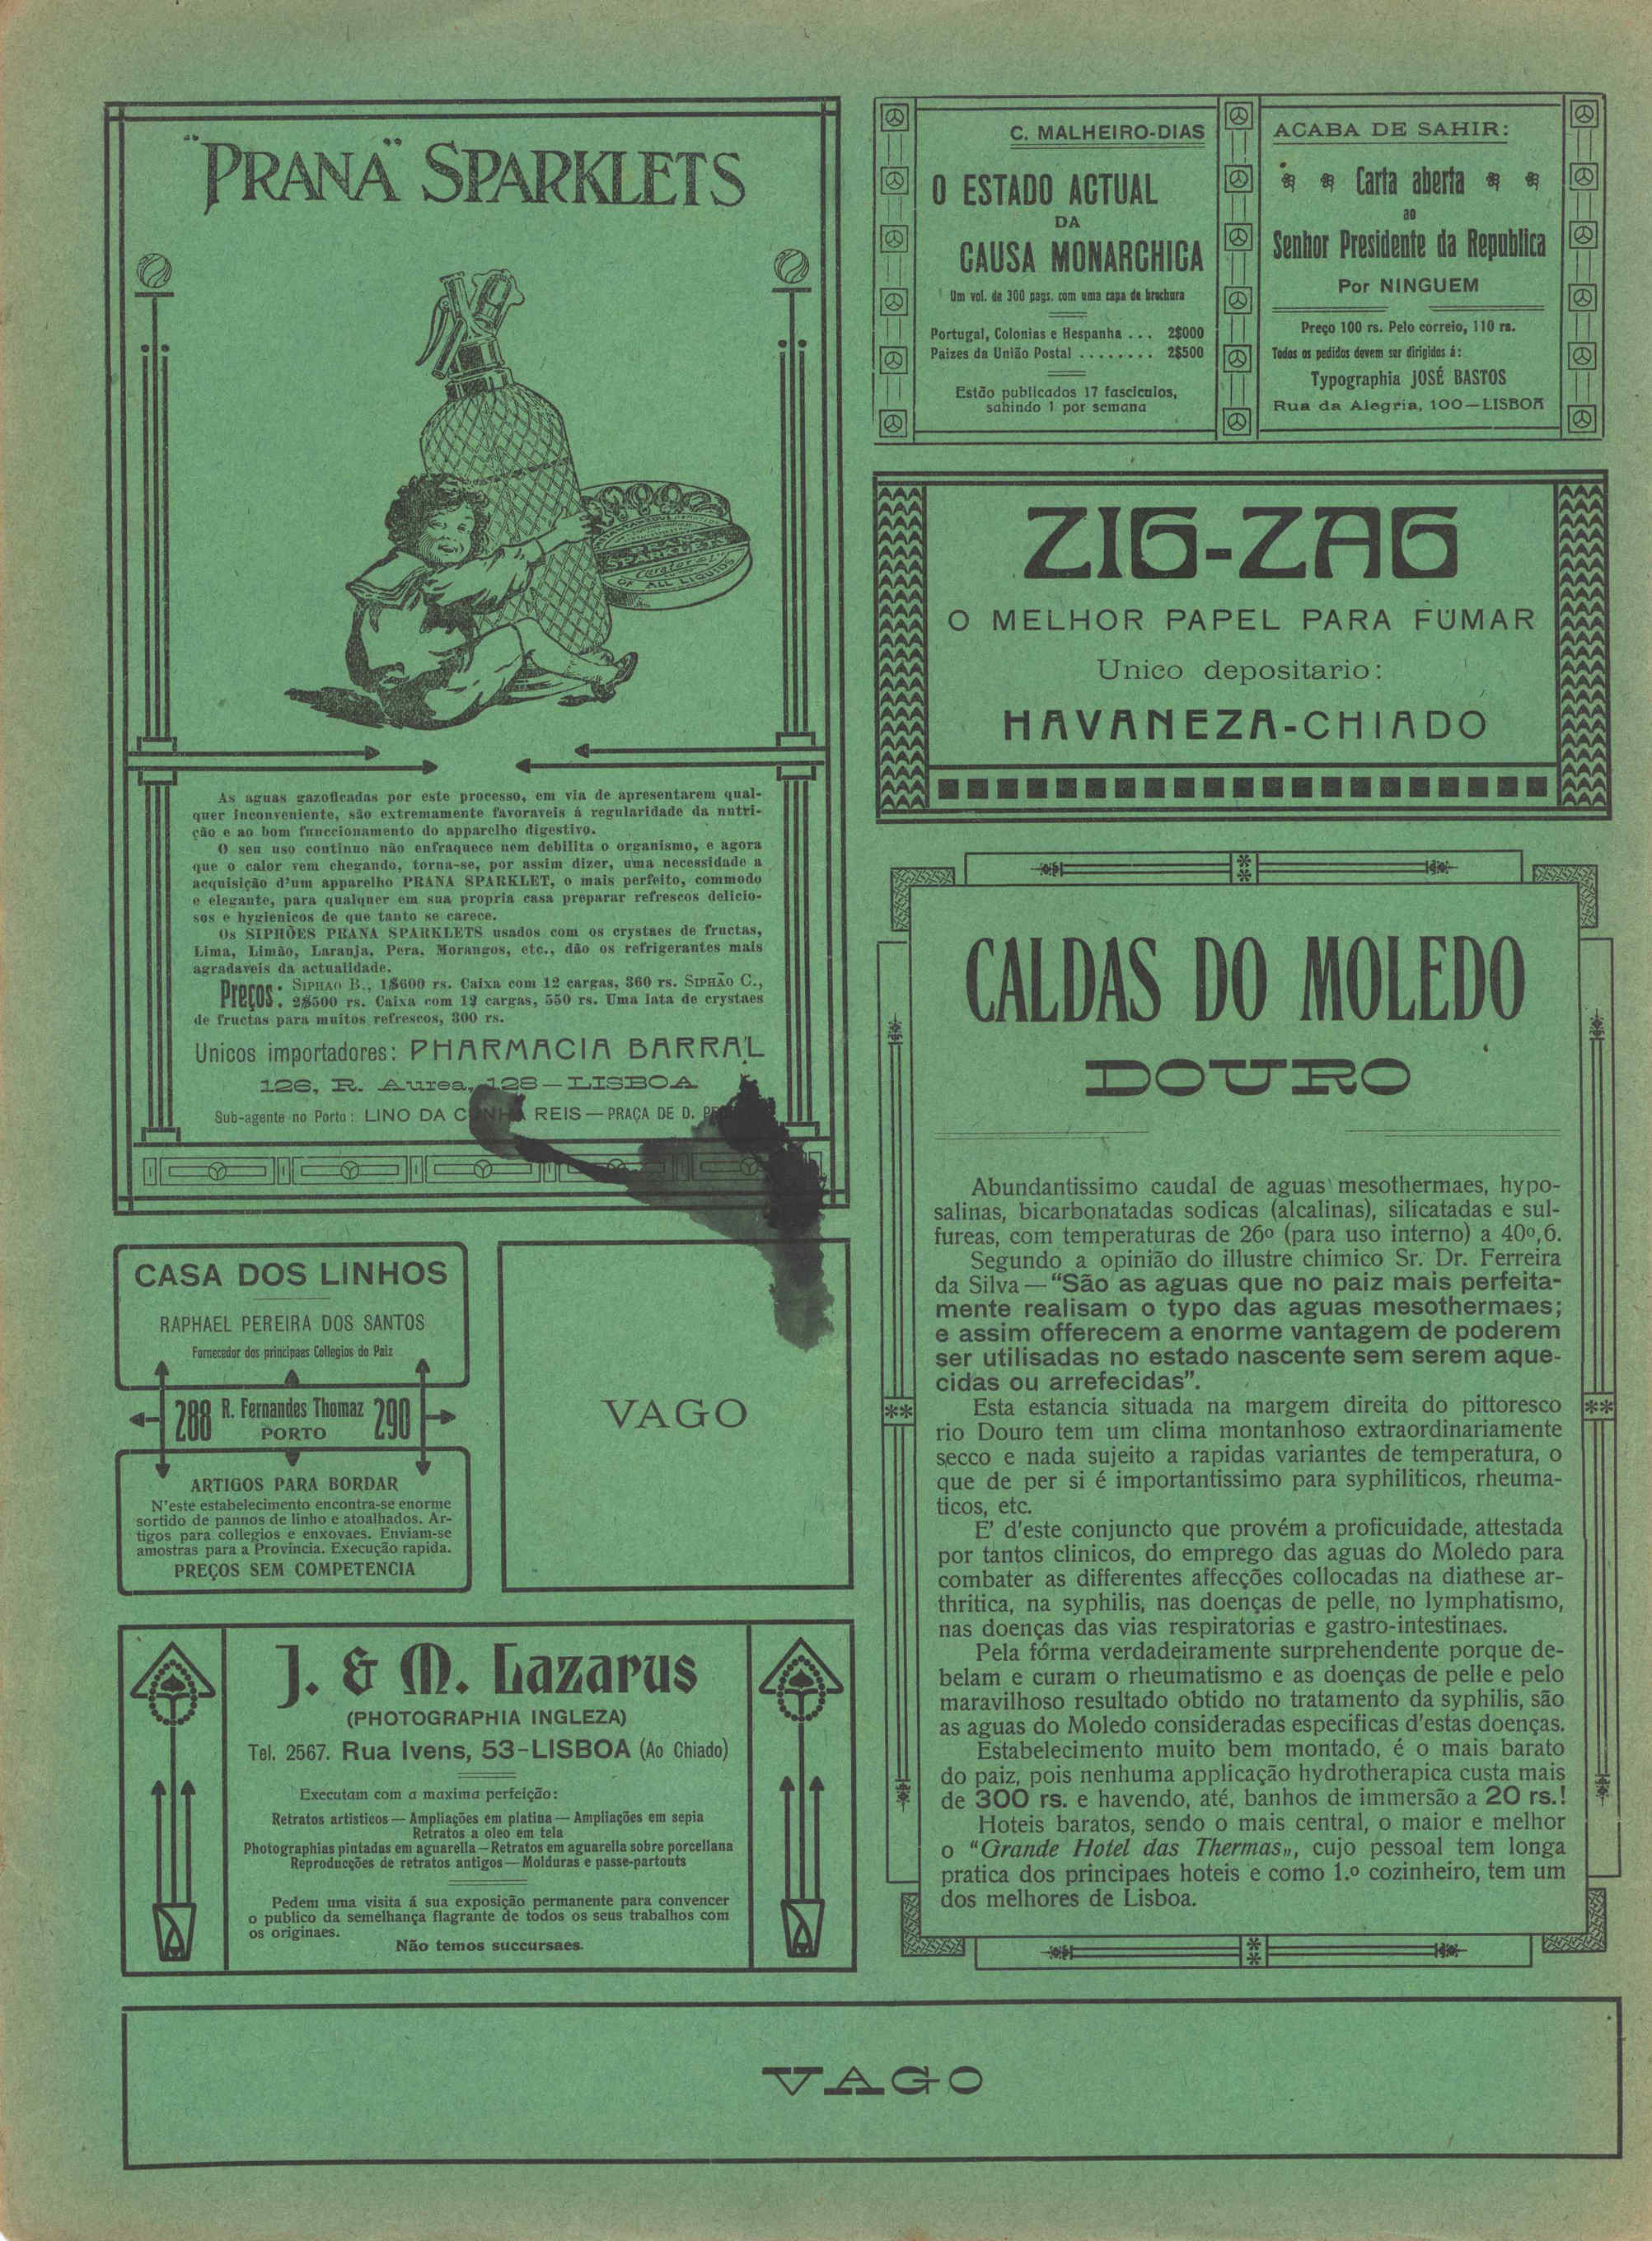 "PRANA" SPARKLETS
PRANA
SPARKLETS
Aerator
OF ALL LIQUIDS
As aguas gazoficadas por este processo, em via de apresentarem qual-
quer inconveniente, são extremamente favoraveis á regularidade da nutri-
ção e ao bom funccionamento do apparelho digestivo.
O seu uso continuo não enfraquece nem debilita o organismo, e agora
que o calor vem chegando, torna-se, por assim dizer, uma necessidade a
acquisição d'um apparelho PRANA SPARKLET, o mais perfeito, commodo
e elegante, para qualquer em sua propria casa preparar refrescos delicio-
sos e hygienicos de que tanto se carece.
Os SIPHÕES PRANA SPARKLETS usados com os crystaes de fructas,
Lima, Limão, Laranja, Pera, Morangos, etc., dão os refrigerantes mais
agradaveis da actualidade.
Preços: SIPHAO B., 1$600 rs. Caixa com 12 cargas, 360 rs. SIPHÃO C.,
2$500 rs. Caixa com 12 cargas, 550 rs. Uma lata de crystaes
de fructas para muitos refrescos, 300 rs.
Unicos importadores: PHARMACIA BARRAL
126, R. Aurea, 128—LISBOA
Sub-agente no Porto: LINO DA CUNHA REIS—PRAÇA DE D.
CASA DOS LINHOS
RAPHAEL PEREIRA DOS SANTOS
Fornecedor dos principaes Collegios do Paiz
288 R. Fernandes Thomaz 290
PORTO
ARTIGOS PARA BORDAR
N'este estabelecimento encontra-se enorme
sortido de pannos de linho e atoalhados. Ar-
tigos para collegios e enxovaes. Enviam-se
amostras para a Provincia. Execução rapida.
PREÇOS SEM COMPETENCIA
VAGO
J. & M. Lazarus
(PHOTOGRAPHIA INGLEZA)
Tel. 2567. Rua Ivens, 53-LISBOA (Ao Chiado)
Executam com a maxima perfeição:
Retratos artisticos—Ampliações em platina—Ampliações em sepia
Retratos a oleo em tela
Photographias pintadas em aguarella—Retratos em aguarella sobre porcellana
Reproducções de retratos antigos—Molduras e passe-partouts
Pedem uma visita á sua exposição permanente para convencer
o publico da semelhança flagrante de todos os seus trabalhos com
os originaes.
Não temos succursaes.
C. MALHEIRO-DIAS
O ESTADO ACTUAL
DA
CAUSA MONARCHICA
Um vol. de 300 pags. com uma capa de brochura
Portugal, Colonias e Hespanha ... 2$000
Paizes da União Postal ........ 2$500
Estão publicados 17 fasciculos,
sahindo 1 por semana
ACABA DE SAHIR:
Carta aberta
ao
Senhor Presidente da Republica
Por NINGUEM
Preço 100 rs. Pelo correio, 110 rs.
Todos os pedidos devem ser dirigidos á:
Typographia JOSÉ BASTOS
Rua da Alegria, 100—LISBOA
ZIG-ZAG
O MELHOR PAPEL PARA FUMAR
Unico depositario:
HAVANEZA-CHIADO
CALDAS DO MOLEDO
DOURO
Abundantissimo caudal de aguas mesothermaes, hypo-
salinas, bicarbonatadas sodicas (alcalinas), silicatadas e sul-
fureas, com temperaturas de 26º (para uso interno) a 40º,6.
Segundo a opinião do illustre chimico Sr. Dr. Ferreira
da Silva—“São as aguas que no paiz mais perfeita-
mente realisam o typo das aguas mesothermaes;
e assim offerecem a enorme vantagem de poderem
ser utilisadas no estado nascente sem serem aque-
cidas ou arrefecidas”.
Esta estancia situada na margem direita do pittoresco
rio Douro tem um clima montanhoso extraordinariamente
secco e nada sujeito a rapidas variantes de temperatura, o
que de per si é importantissimo para syphiliticos, rheuma-
ticos, etc.
E' d'este conjuncto que provém a proficuidade, attestada
por tantos clinicos, do emprego das aguas do Moledo para
combater as differentes affecções collocadas na diathese ar-
thritica, na syphilis, nas doenças de pelle, no lymphatismo,
nas doenças das vias respiratorias e gastro-intestinaes.
Pela fórma verdadeiramente surprehendente porque de-
belam e curam o rheumatismo e as doenças de pelle e pelo
maravilhoso resultado obtido no tratamento da syphilis, são
as aguas do Moledo consideradas especificas d'estas doenças.
Estabelecimento muito bem montado, é o mais barato
do paiz, pois nenhuma applicação hydrotherapica custa mais
de 300 rs. e havendo, até, banhos de immersão a 20 rs.!
Hoteis baratos, sendo o mais central, o maior e melhor
o “Grande Hotel das Thermas„, cujo pessoal tem longa
pratica dos principaes hoteis e como 1.º cozinheiro, tem um
dos melhores de Lisboa.
VAGO